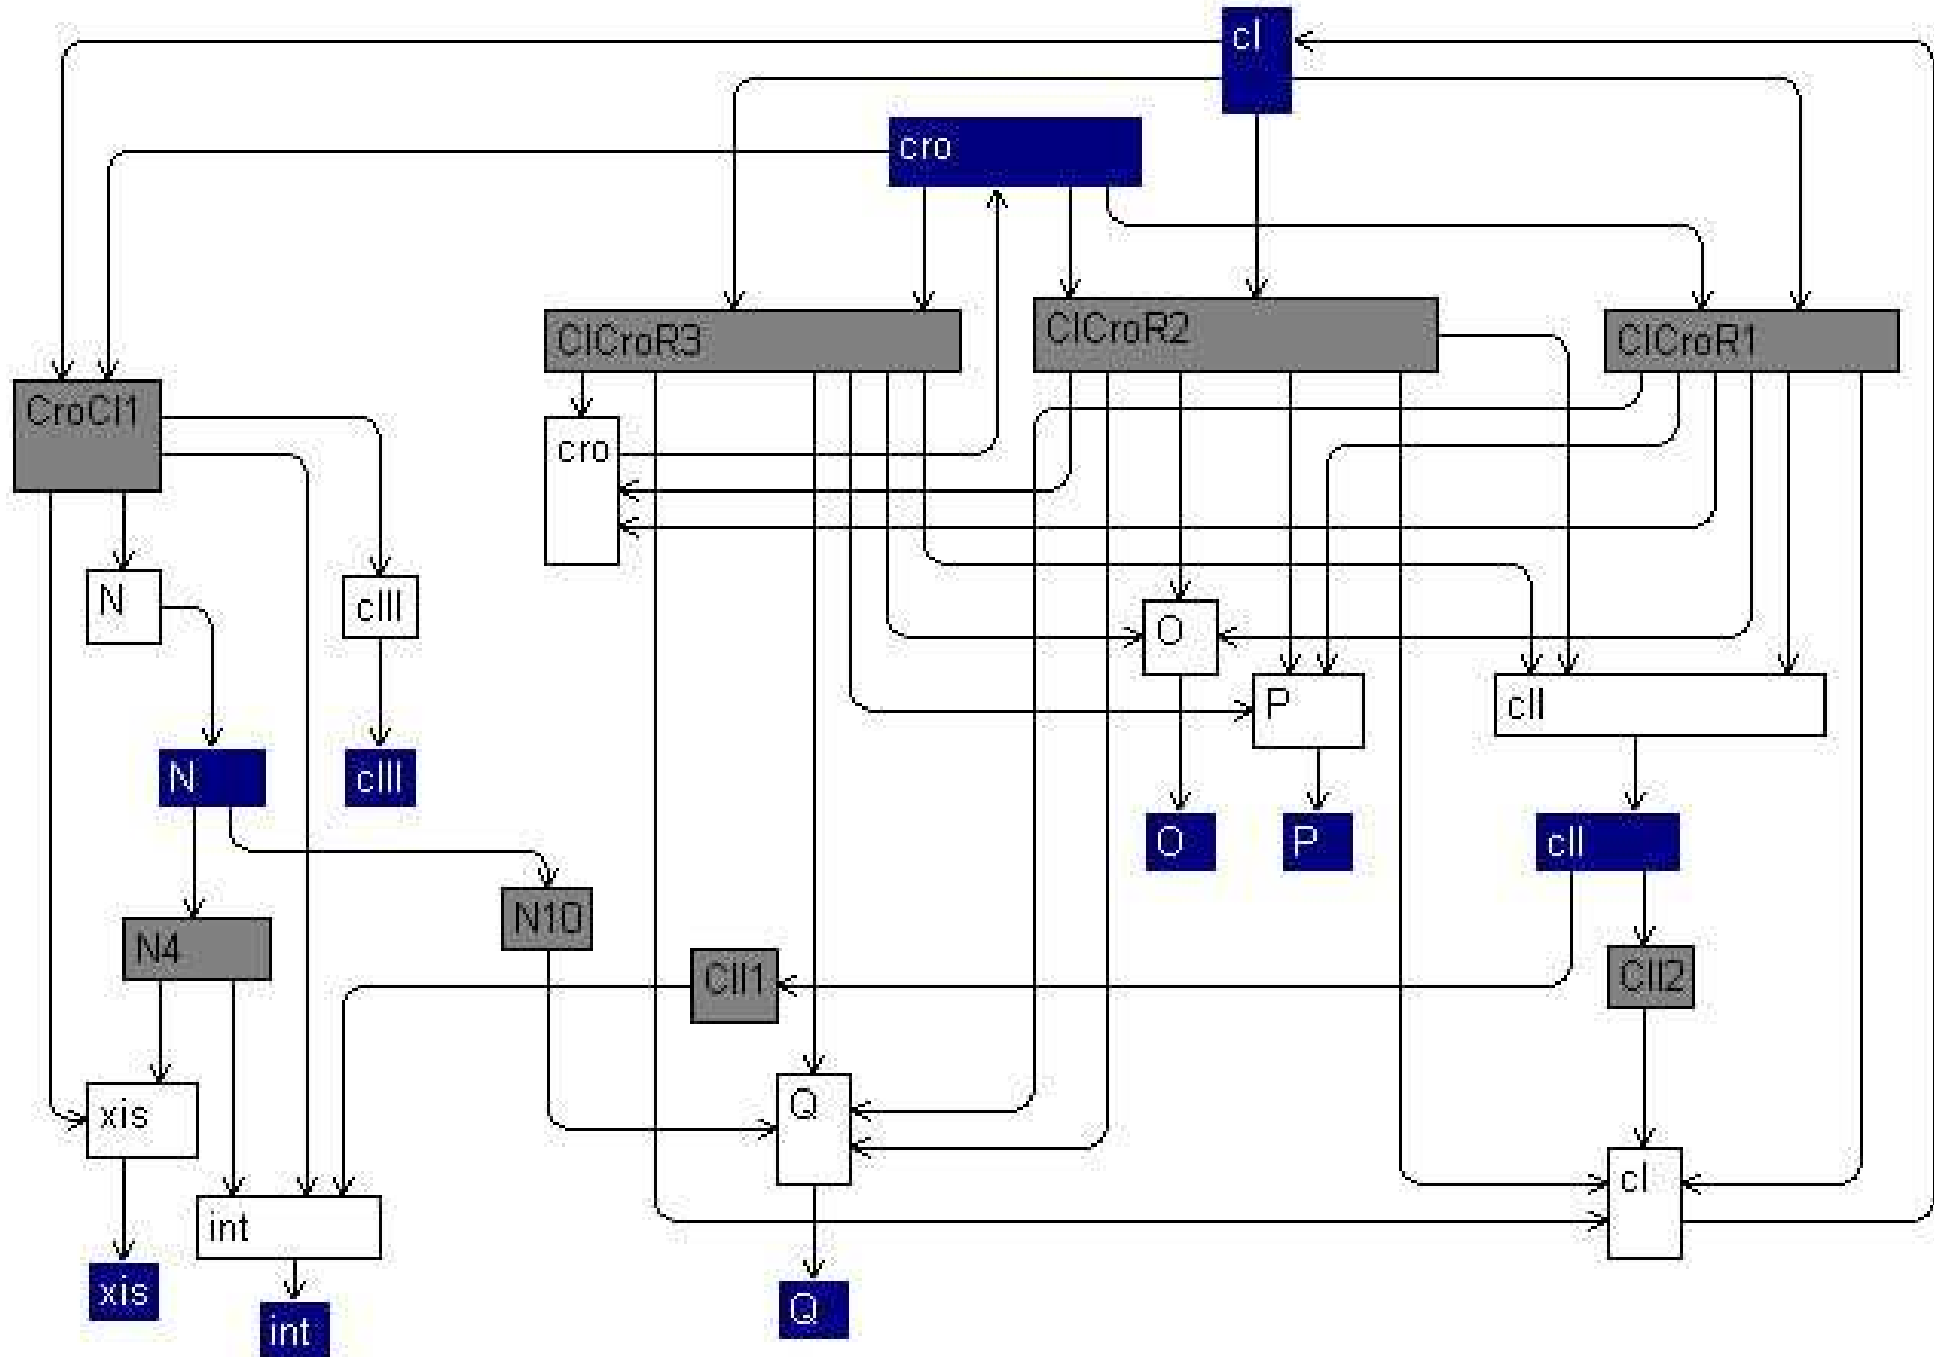 cI
cro
CICroR3
CICroR2
CICroR1
CroCI1
cro
N
cIII
O
P
cII
N
cIII
O
P
cII
N10
N4
CII1
CII2
xis
Q
cI
int
xis
Q
int